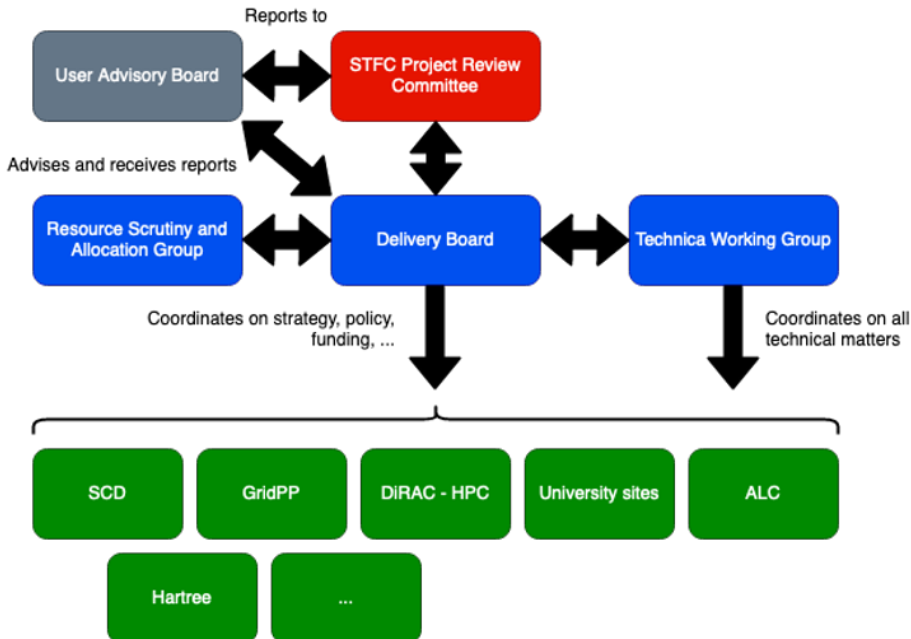 Reports to
User Advisory Board
STFC Project Review
Committee
Advises and receives reports
Resource Scrutiny and
Allocation Group
Delivery Board
Technica Working Group
Coordinates on strategy, policy,
funding, ...
Coordinates on all
technical matters
SCD
GridPP
DiRAC - HPC
University sites
ALC
Hartree
...